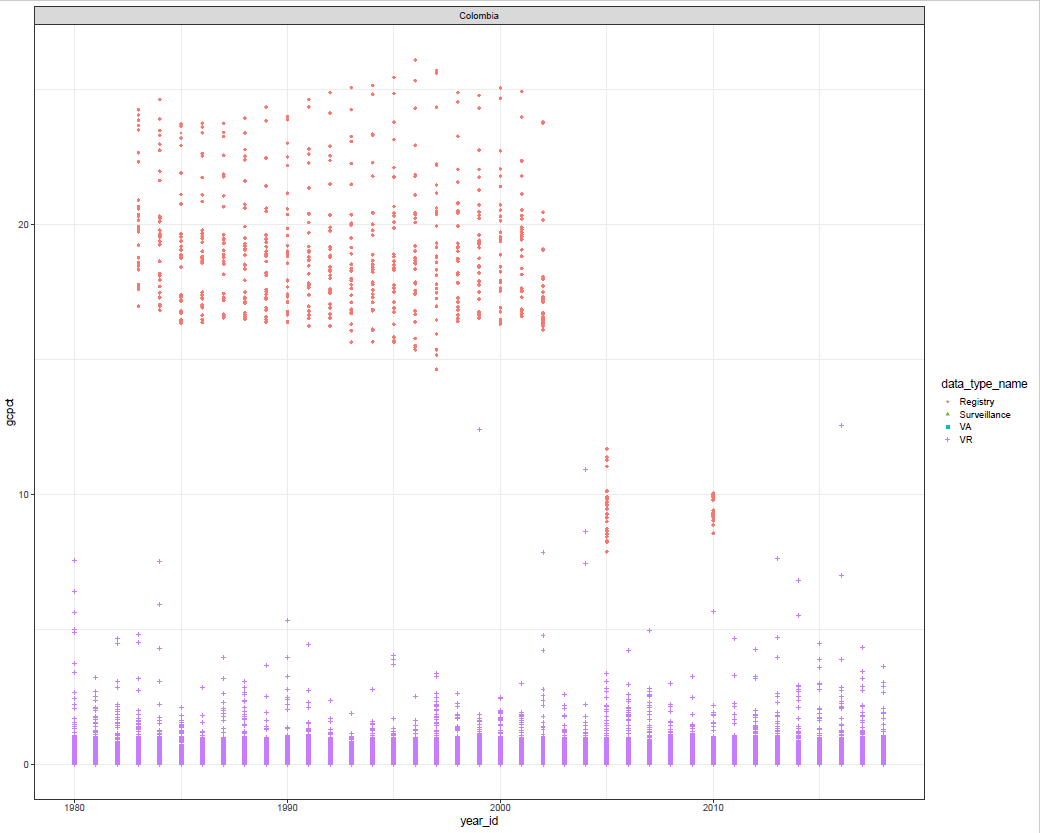 Colombia
20
10
0
gcpct
1980
1990
2000
2010
year_id
data_type_name
Registry
Surveillance
VA
VR